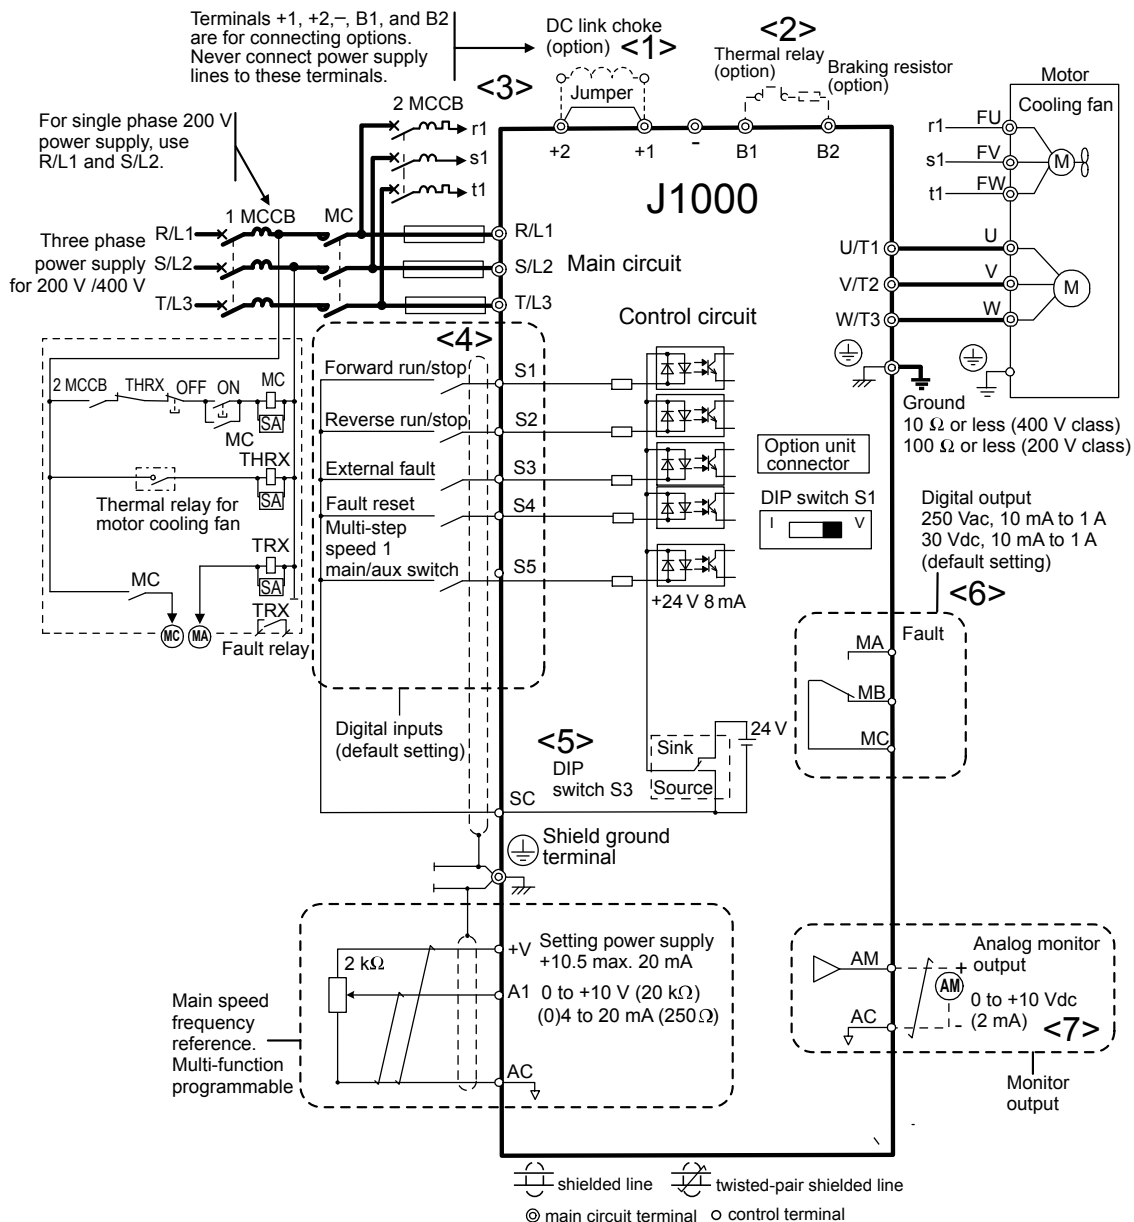 Terminals +1, +2,–, B1, and B2
are for connecting options.
Never connect power supply
lines to these terminals.
DC link choke
(option)
<1>
Jumper
<2>
Thermal relay
(option)
Braking resistor
(option)
<3>
2 MCCB
r1
s1
t1
For single phase 200 V
power supply, use
R/L1 and S/L2.
+2
+1
–
B1
B2
Motor
Cooling fan
r1
FU
s1
FV
t1
FW
M
J1000
1 MCCB
MC
Three phase
power supply
for 200 V /400 V
R/L1
S/L2
T/L3
R/L1
S/L2
T/L3
Main circuit
U/T1
V/T2
W/T3
U
V
W
M
Control circuit
Ground
10 Ω or less (400 V class)
100 Ω or less (200 V class)
2 MCCB
THRX
OFF
ON
MC
SA
MC
THRX
SA
Thermal relay for
motor cooling fan
TRX
SA
MC
TRX
MC
MA
Fault relay
<4>
Forward run/stop
S1
Reverse run/stop
S2
External fault
S3
Fault reset
S4
Multi-step
speed 1
main/aux switch
S5
+24 V 8 mA
Digital inputs
(default setting)
Option unit
connector
DIP switch S1
I
V
Digital output
250 Vac, 10 mA to 1 A
30 Vdc, 10 mA to 1 A
(default setting)
<6>
Fault
MA
MB
MC
<5>
DIP
switch S3
Sink
Source
24 V
SC
Shield ground
terminal
Main speed
frequency
reference.
Multi-function
programmable
2 kΩ
+V
Setting power supply
+10.5 max. 20 mA
A1
0 to +10 V (20 kΩ)
(0)4 to 20 mA (250 Ω)
AC
AM
AC
+
AM
-
Analog monitor
output
0 to +10 Vdc
(2 mA)
<7>
Monitor
output
shielded line
twisted-pair shielded line
main circuit terminal
control terminal